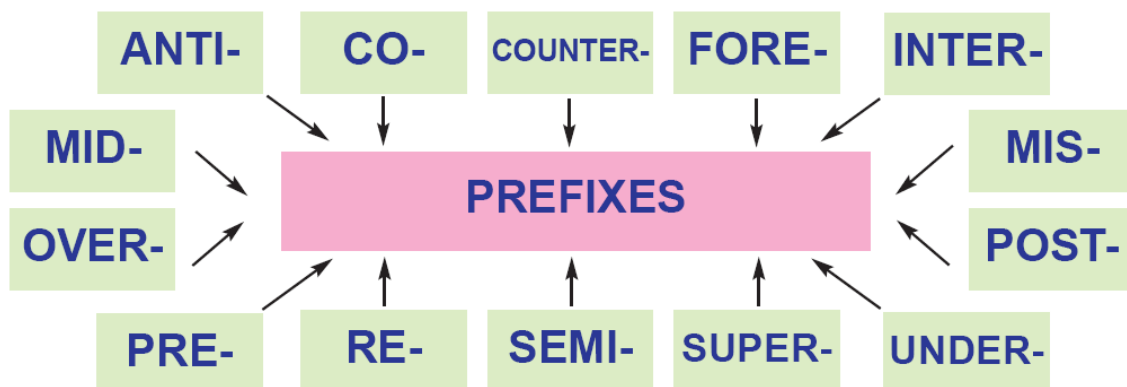 ANTI-
CO-
COUNTER-
FORE-
INTER-
MID-
MIS-
PREFIXES
OVER-
POST-
PRE-
RE-
SEMI-
SUPER-
UNDER-